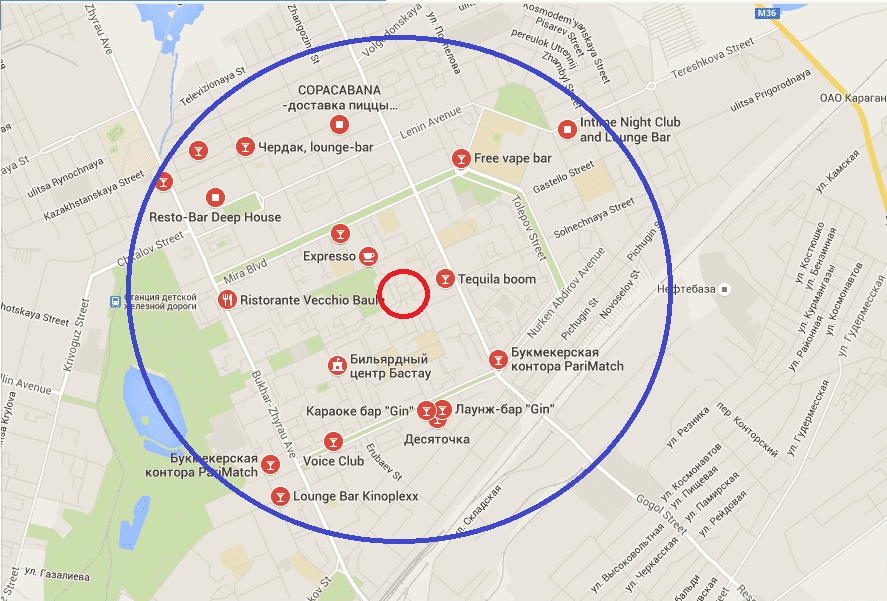 Zhyrau Ave
Zhangozin St
Volgodonskaya
ул. Поспелова
Kosmodem'yanskaya St
Pisarev Street
pereulok Utrennij
Zhambyl Street
M36
Tereshkova Street
ulitsa Prigorodnaya
ОАО Караган
Televizionaya St
COPACABANA
-доставка пиццы...
Lenin Avenue
Intime Night Club
and Lounge Bar
Чердак, lounge-bar
Free vape bar
Gastello Street
ул. Камская
ulitsa Rynochnaya
Kazakhstanskaya Street
Resto-Bar Deep House
Tolepov Street
Solnechnaya Street
Chkalov Street
Mira Blvd
Expresso
Pichugin St
Nurken Abdirov Avenue
Tequila boom
Станция детской
железной дороги
Ristorante Vecchio Baule
Pichugin St
Novoselov St
Нефтебаза
ул. Костюшко
ул. Бензинная
ул. Курмангазы
ул. Космонавтов
ул. Районная
ул. Гудермесская
hotskaya Street
Krivoguz Street
Бильярдный
центр Бастау
Букмекерская
контора PariMatch
llin Avenue
Bukhar-Zhyrau Ave
Караоке бар "Gin"
Лаунж-бар "Gin"
Десяточка
ул. Резника
пер. Конторский
ул. Гудермесская
Voice Club
Erubaev St
Букмекерская
контора PariMatch
Lounge Bar Kinoplexx
ул. Складская
Gogol Street
ул. Космонавтов
ул. Пищевая
ул. Памирская
ул. Рейдовая
ул. Высоковольтная
ул. Черкасская
ул. Газалиева